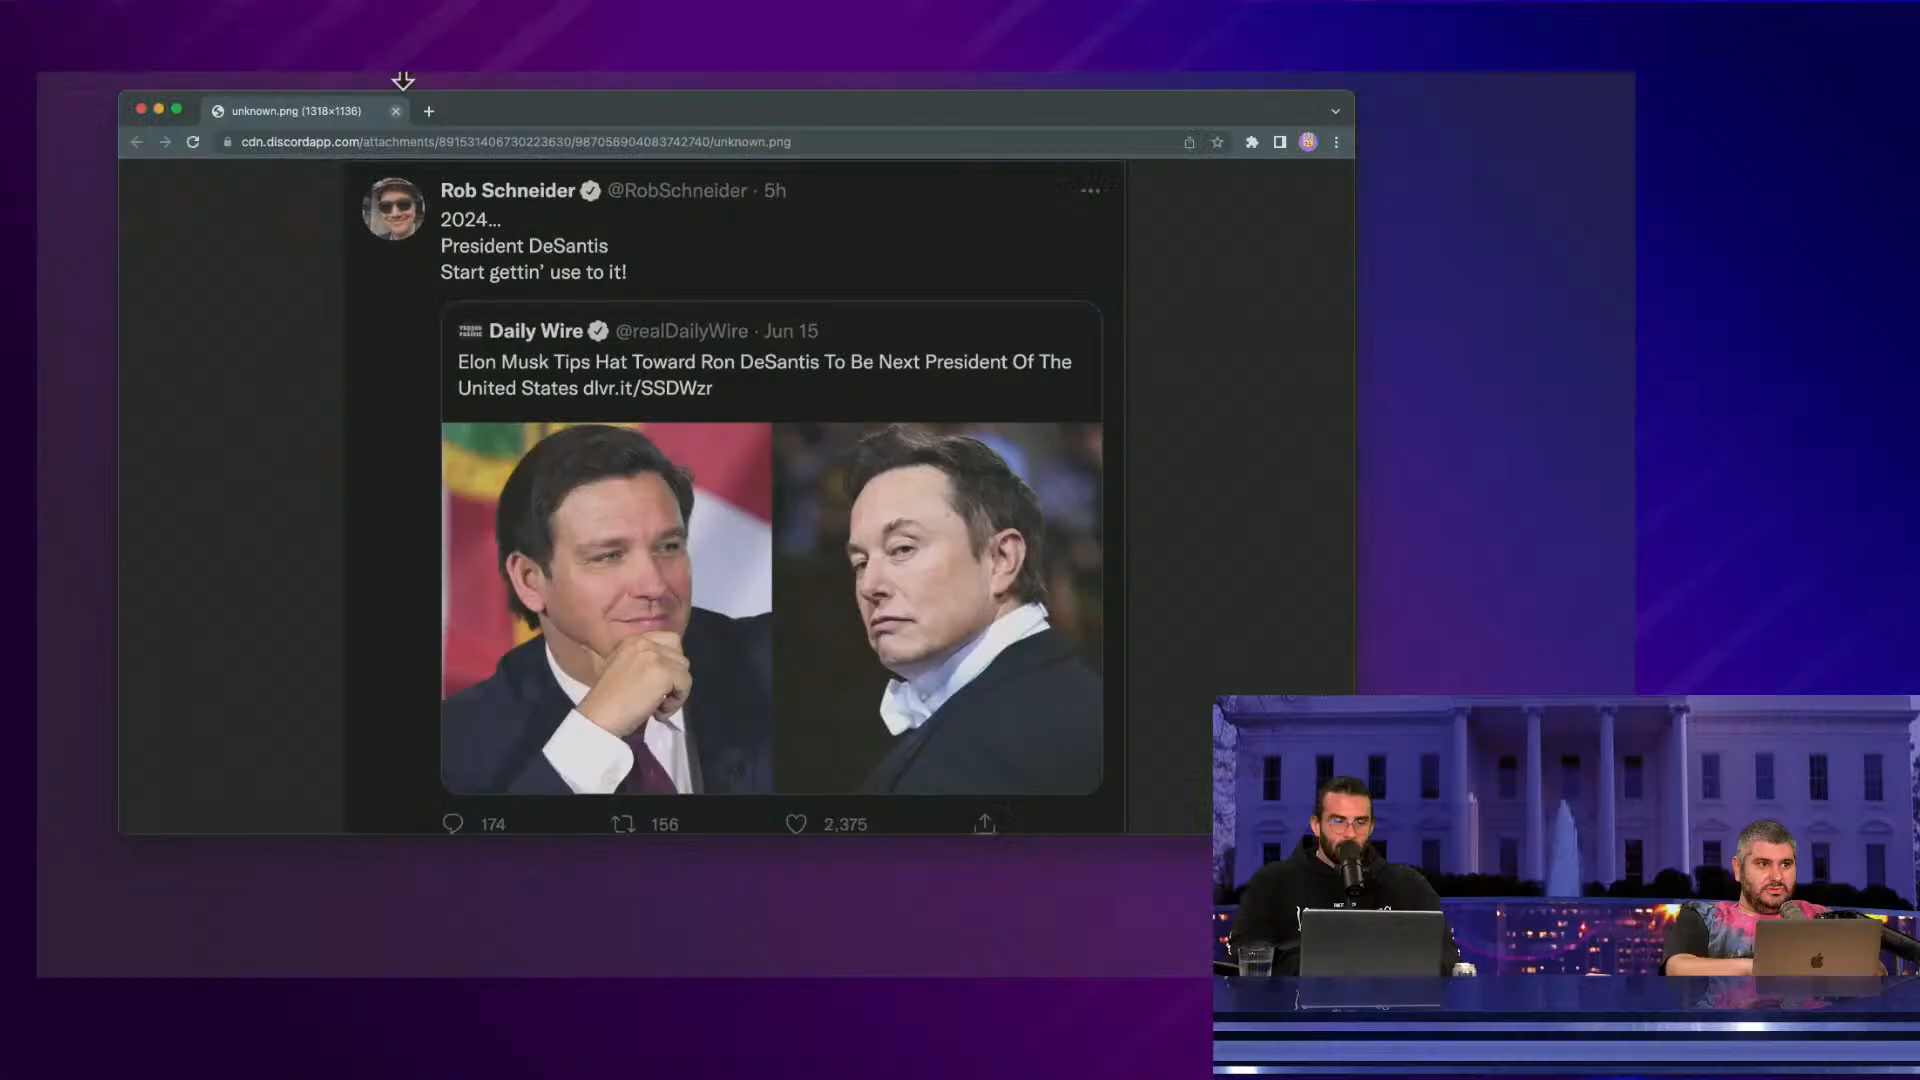 unknown.png (1318×1136)
cdn.discordapp.com/attachments/891531406730223630/987056904083742740/unknown.png
Rob Schneider @RobSchneider · 5h
2024...
President DeSantis
Start gettin’ use to it!
Daily Wire @realDailyWire · Jun 15
Elon Musk Tips Hat Toward Ron DeSantis To Be Next President Of The
United States dlvr.it/SSDWzr
174 156 2,375